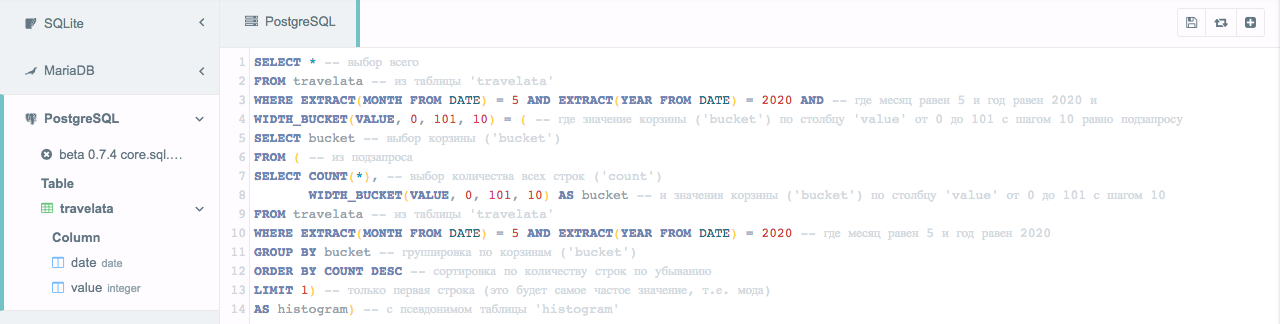 SQLite
MariaDB
PostgreSQL
beta 0.7.4 core.sql....
Table
travelata
Column
date date
value integer
PostgreSQL
1 SELECT * -- выбор всего
2 FROM travelata -- из таблицы 'travelata'
3 WHERE EXTRACT(MONTH FROM DATE) = 5 AND EXTRACT(YEAR FROM DATE) = 2020 AND -- где месяц равен 5 и год равен 2020 и
4 WIDTH_BUCKET(VALUE, 0, 101, 10) = ( -- где значение корзины ('bucket') по столбцу 'value' от 0 до 101 с шагом 10 равно подзапросу
5 SELECT bucket -- выбор корзины ('bucket')
6 FROM ( -- из подзапроса
7 SELECT COUNT(*), -- выбор количества всех строк ('count')
8 WIDTH_BUCKET(VALUE, 0, 101, 10) AS bucket -- и значения корзины ('bucket') по столбцу 'value' от 0 до 101 с шагом 10
9 FROM travelata -- из таблицы 'travelata'
10 WHERE EXTRACT(MONTH FROM DATE) = 5 AND EXTRACT(YEAR FROM DATE) = 2020 -- где месяц равен 5 и год равен 2020
11 GROUP BY bucket -- группировка по корзинам ('bucket')
12 ORDER BY COUNT DESC -- сортировка по количеству строк по убыванию
13 LIMIT 1) -- только первая строка (это будет самое частое значение, т.е. мода)
14 AS histogram) -- с псевдонимом таблицы 'histogram'